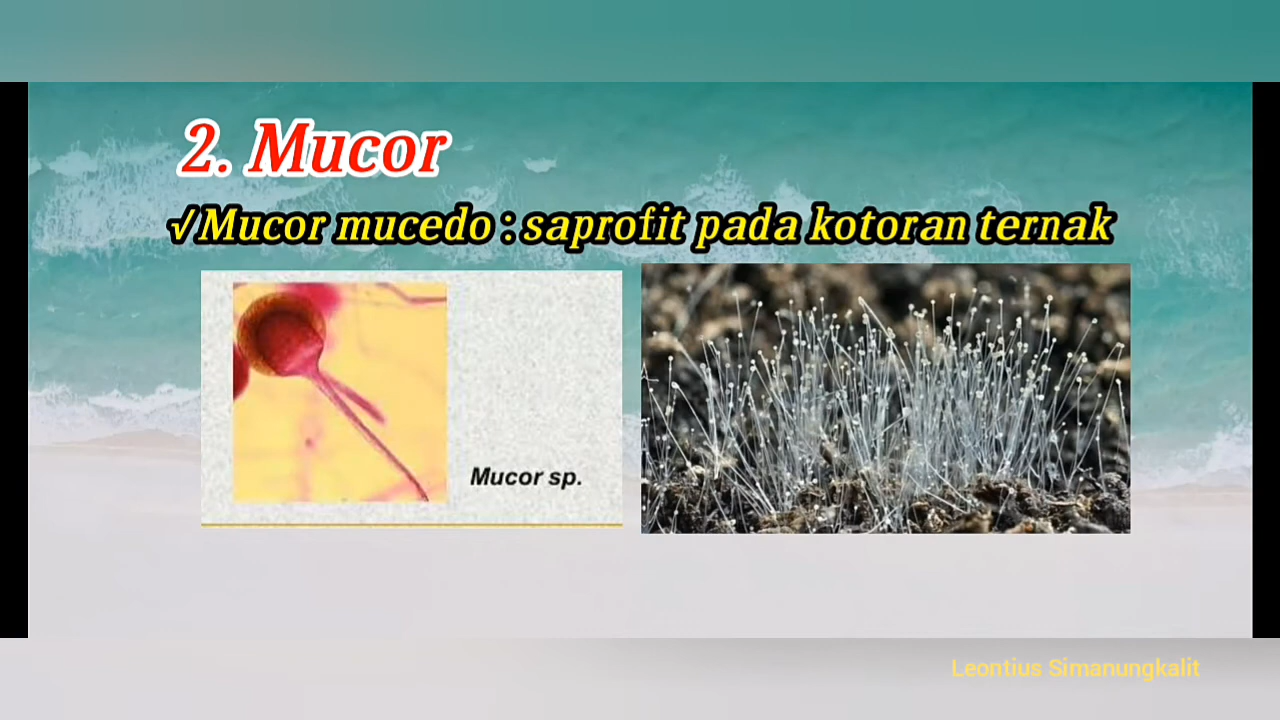 2. Mucor
√Mucor mucedo : saprofit pada kotoran ternak
Mucor sp.
Leontius Simanungkalit